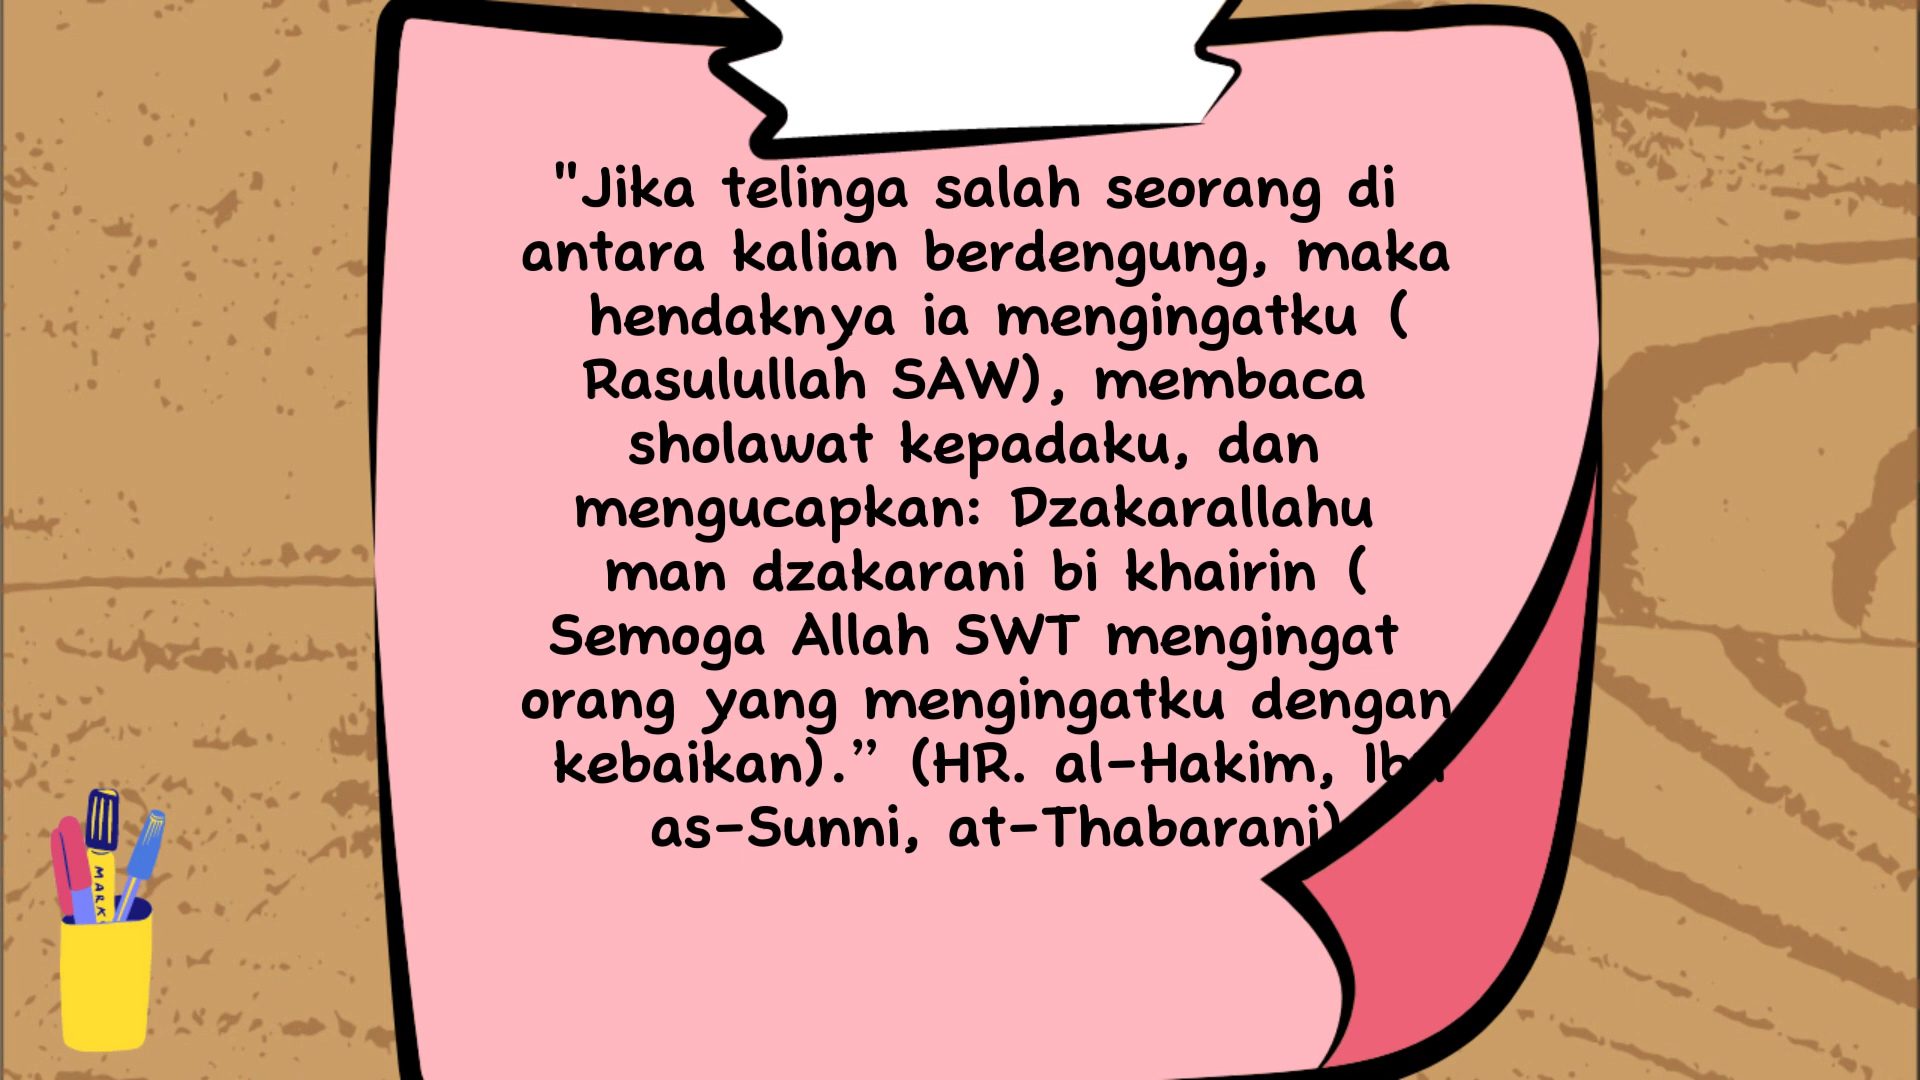 "Jika telinga salah seorang di
antara kalian berdengung, maka
hendaknya ia mengingatku (
Rasulullah SAW), membaca
sholawat kepadaku, dan
mengucapkan: Dzakarallahu
man dzakarani bi khairin (
Semoga Allah SWT mengingat
orang yang mengingatku dengan
kebaikan).” (HR. al-Hakim,
as-Sunni, at-Thabarani)
MARK